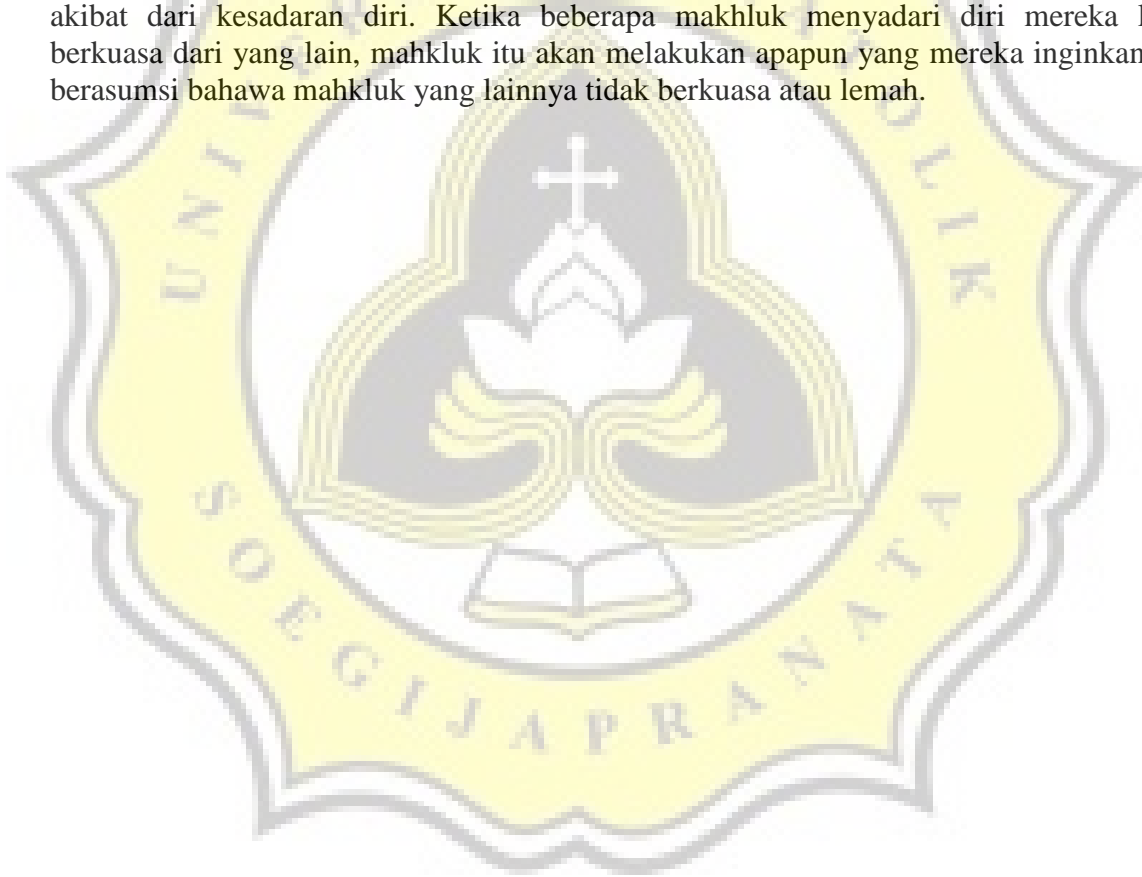 akibat dari kesadaran diri. Ketika beberapa makhluk menyadari diri mereka
berkuasa dari yang lain, mahkluk itu akan melakukan apapun yang mereka inginkan
berasumsi bahawa mahkluk yang lainnya tidak berkuasa atau lemah.
SOEGIJAPRANATA